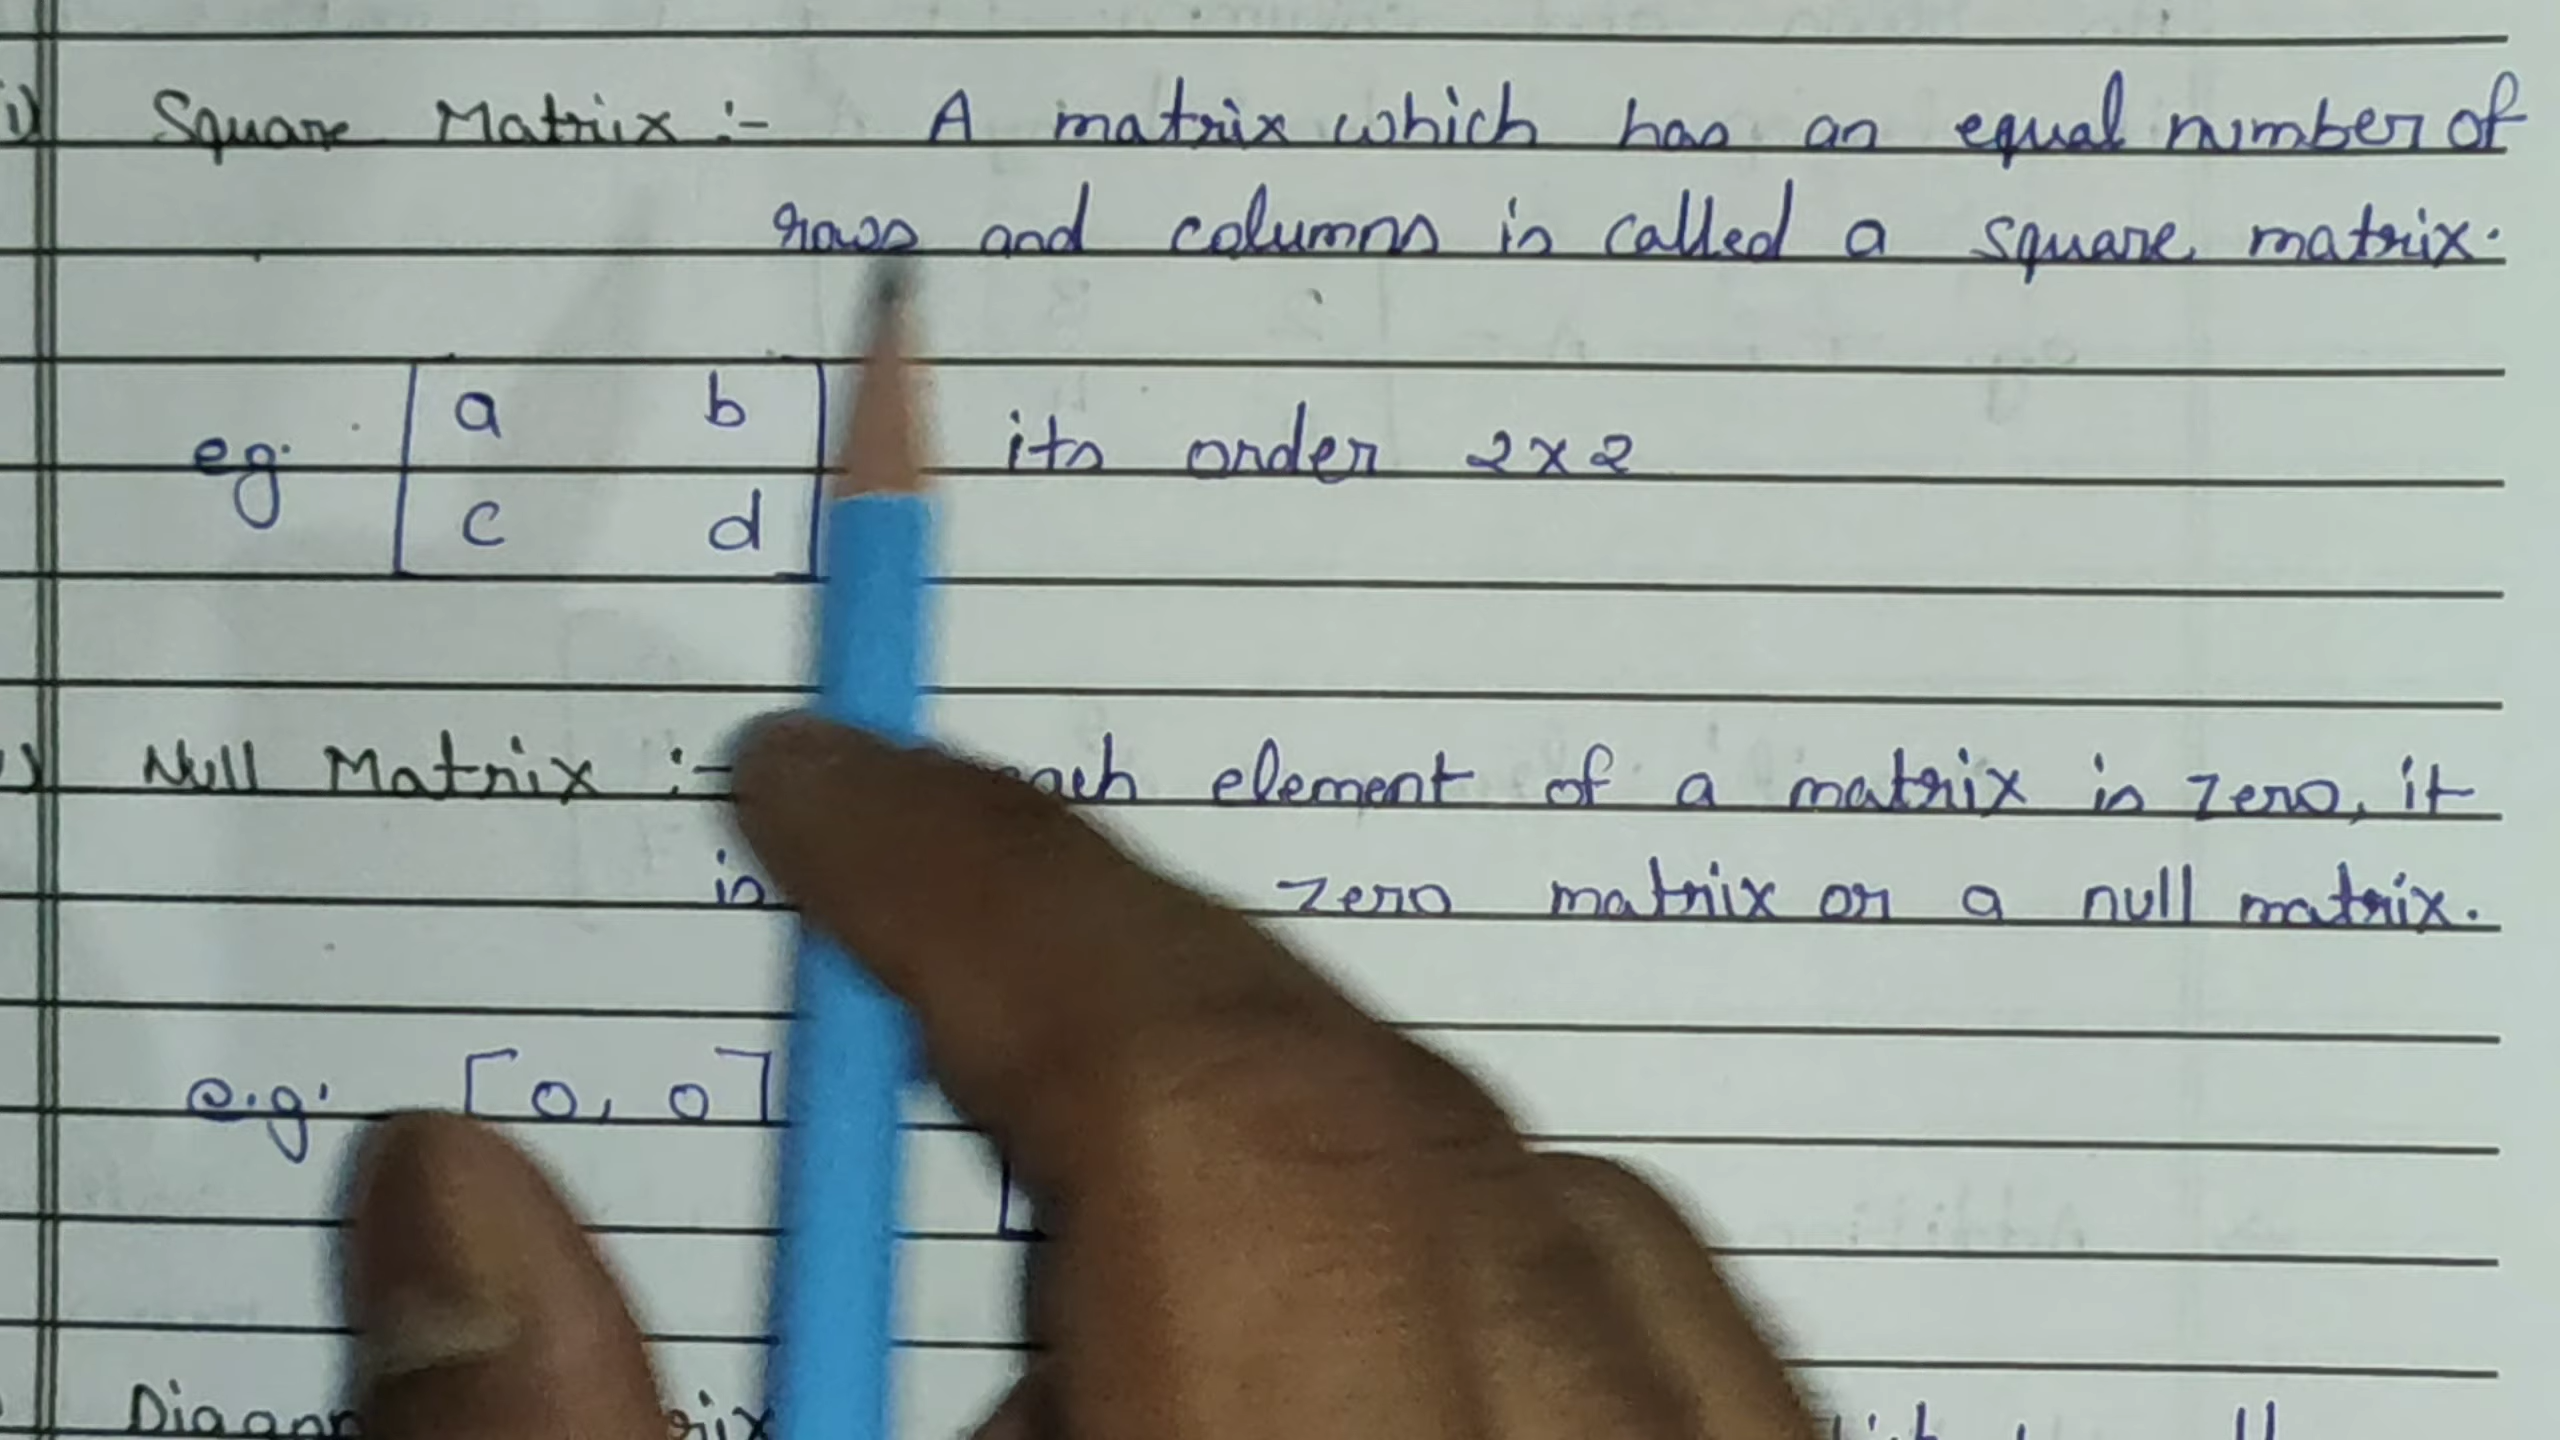 i) Square Matrix :- A matrix which has an equal number of
rows and columns is called a square matrix.
a b
eg. its order 2x2
c d
Null Matrix :- each element of a matrix is zero, it
is zero matrix or a null matrix.
e.g. [0, 0]